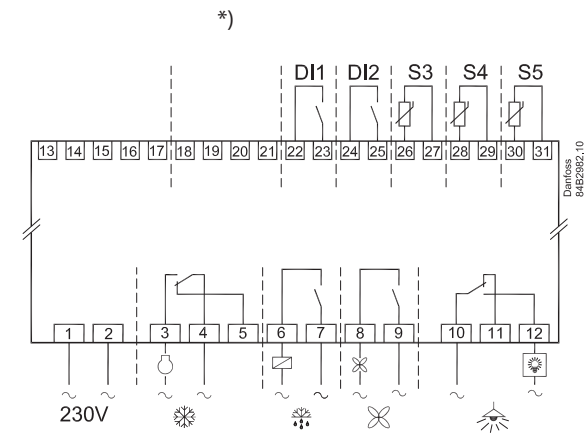 *)
DI1 DI2 S3 S4 S5
13 14 15 16 17 18 19 20 21 22 23 24 25 26 27 28 29 30 31
Danfoss
84B2982.10
1 2 3 4 5 6 7 8 9 10 11 12
230V